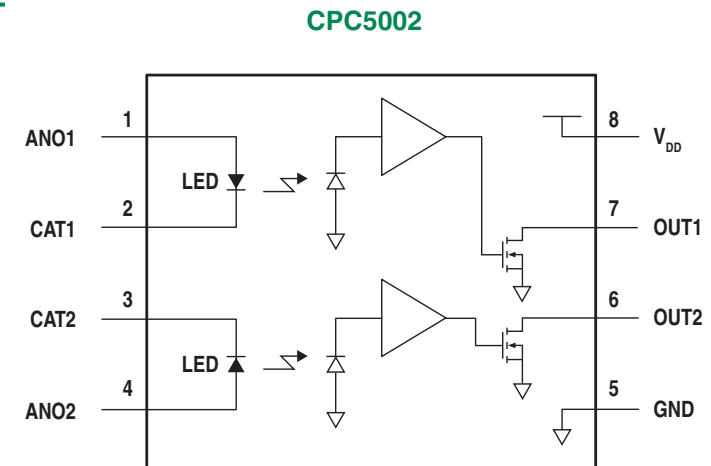 CPC5002
1
ANO1
8
V_DD
LED
2
CAT1
7
OUT1
3
CAT2
6
OUT2
LED
4
ANO2
5
GND